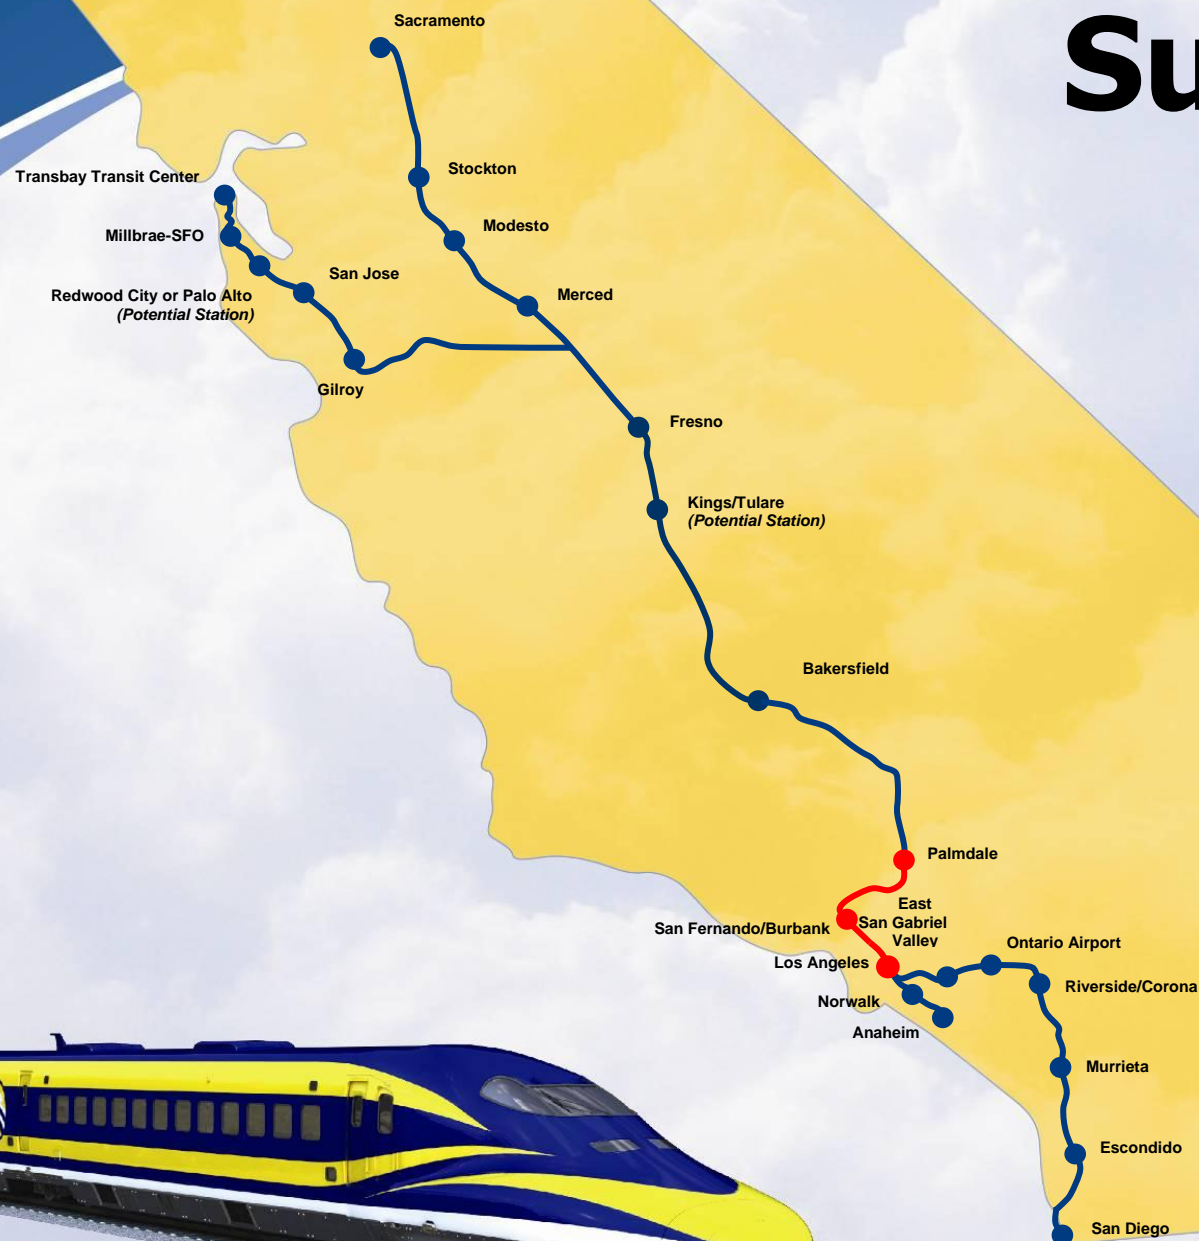 Su
Sacramento
Stockton
Transbay Transit Center
Modesto
Millbrae-SFO
San Jose
Redwood City or Palo Alto
(Potential Station)
Merced
Gilroy
Fresno
Kings/Tulare
(Potential Station)
Bakersfield
Palmdale
East
San Gabriel
Valley
San Fernando/Burbank
Los Angeles
Ontario Airport
Riverside/Corona
Norwalk
Anaheim
Murrieta
Escondido
San Diego